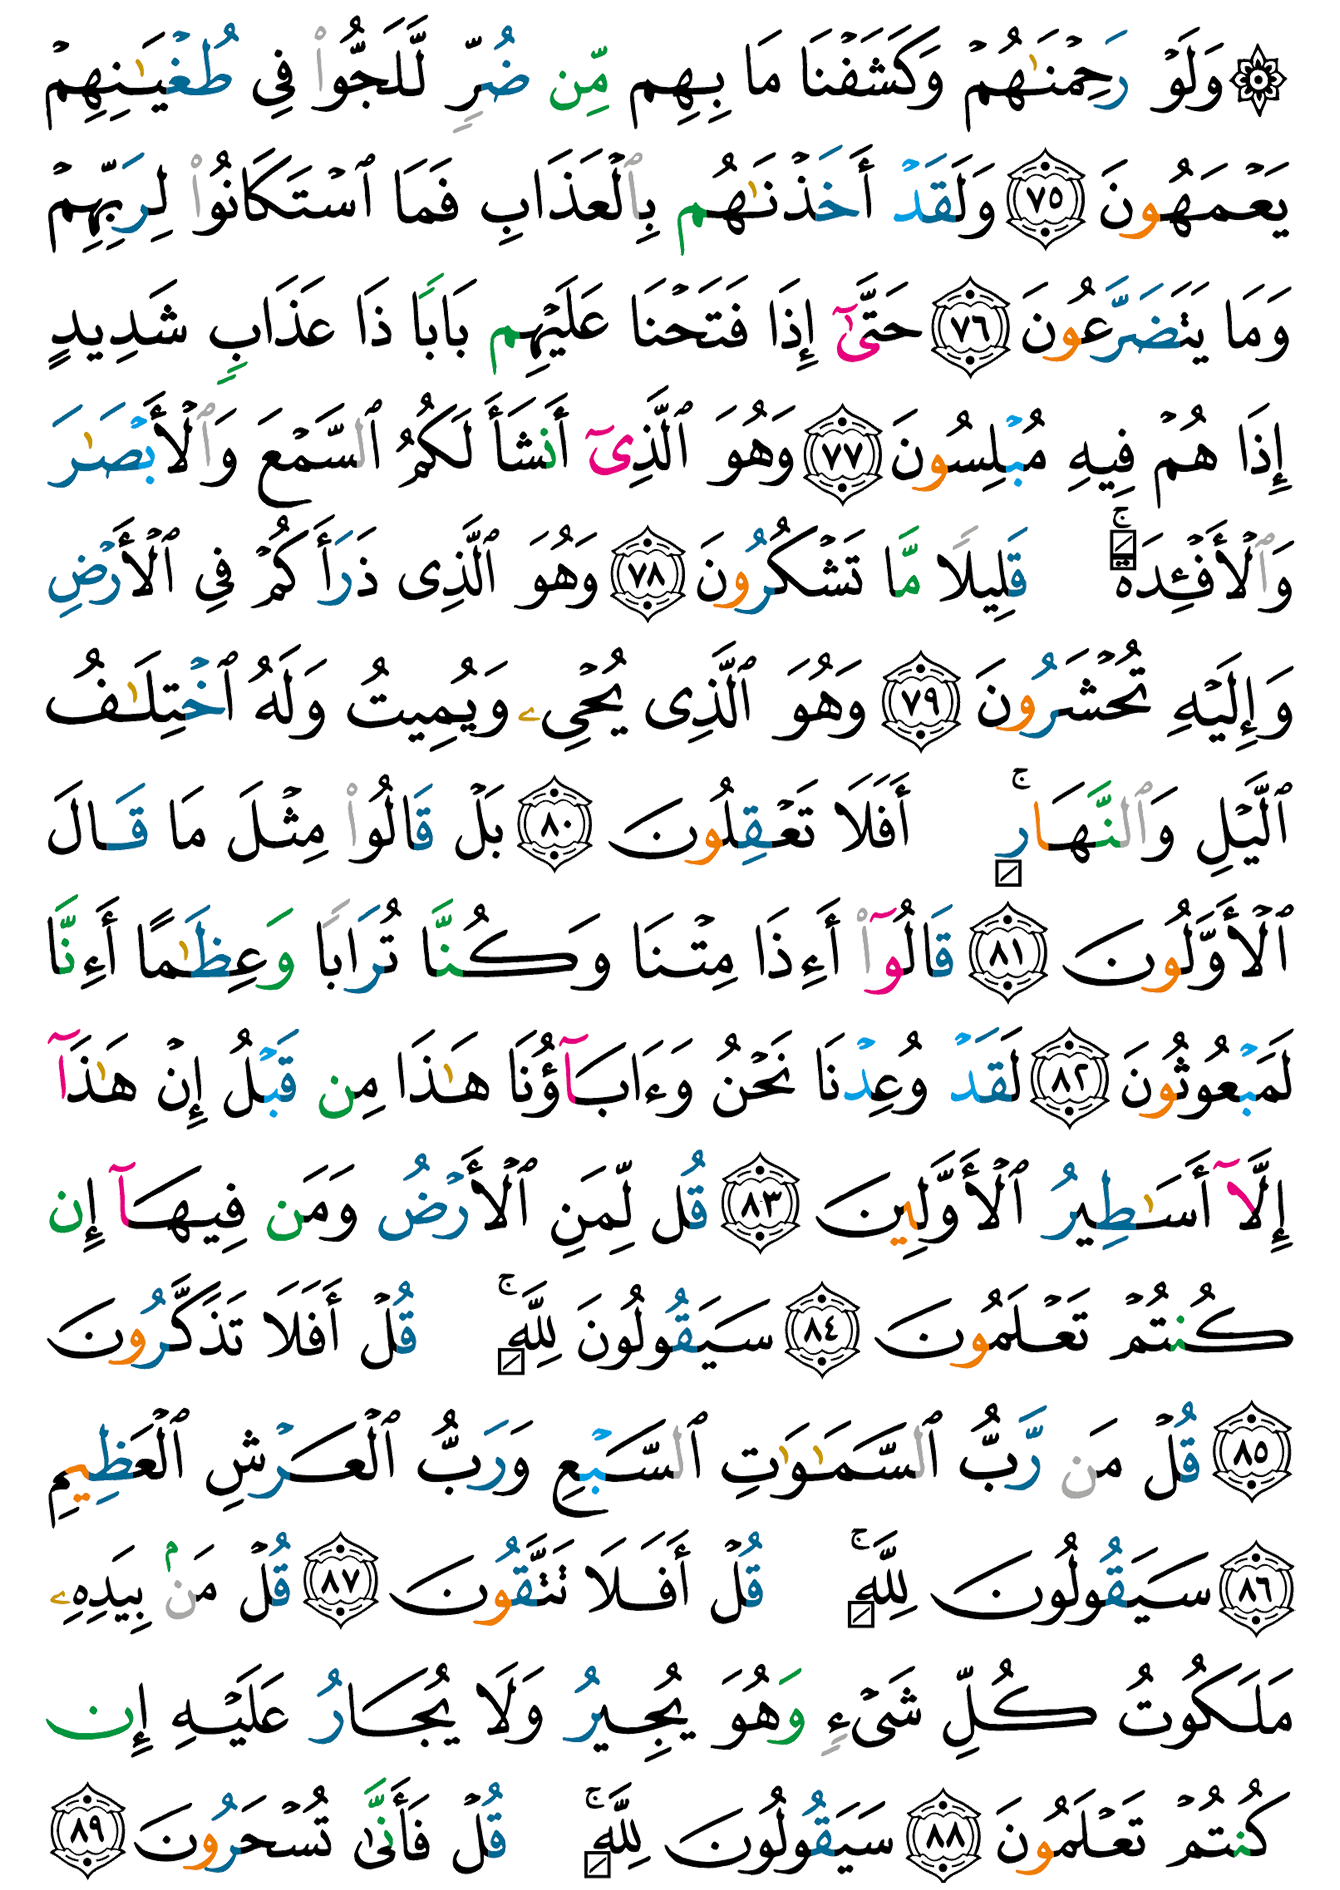 ۞ وَلَوْ رَحِمْنَـٰهُمْ وَكَشَفْنَا مَا بِهِم مِّن ضُرٍّ لَّلَجُّوا۟ فِى طُغْيَـٰنِهِمْ
يَعْمَهُونَ ٧٥ وَلَقَدْ أَخَذْنَـٰهُم بِٱلْعَذَابِ فَمَا ٱسْتَكَانُوا۟ لِرَبِّهِمْ
وَمَا يَتَضَرَّعُونَ ٧٦ حَتَّىٰٓ إِذَا فَتَحْنَا عَلَيْهِم بَابًا ذَا عَذَابٍ شَدِيدٍ
إِذَا هُمْ فِيهِ مُبْلِسُونَ ٧٧ وَهُوَ ٱلَّذِىٓ أَنشَأَ لَكُمُ ٱلسَّمْعَ وَٱلْأَبْصَـٰرَ
وَٱلْأَفْـِٔدَةَ ۚ قَلِيلًا مَّا تَشْكُرُونَ ٧٨ وَهُوَ ٱلَّذِى ذَرَأَكُمْ فِى ٱلْأَرْضِ
وَإِلَيْهِ تُحْشَرُونَ ٧٩ وَهُوَ ٱلَّذِى يُحْىِۦ وَيُمِيتُ وَلَهُ ٱخْتِلَـٰفُ
ٱلَّيْلِ وَٱلنَّهَارِ ۚ أَفَلَا تَعْقِلُونَ ٨٠ بَلْ قَالُوا۟ مِثْلَ مَا قَالَ
ٱلْأَوَّلُونَ ٨١ قَالُوٓا۟ أَءِذَا مِتْنَا وَكُنَّا تُرَابًا وَعِظَـٰمًا أَءِنَّا
لَمَبْعُوثُونَ ٨٢ لَقَدْ وُعِدْنَا نَحْنُ وَءَابَآؤُنَا هَـٰذَا مِن قَبْلُ إِنْ هَـٰذَآ
إِلَّآ أَسَـٰطِيرُ ٱلْأَوَّلِينَ ٨٣ قُل لِّمَنِ ٱلْأَرْضُ وَمَن فِيهَآ إِن
كُنتُمْ تَعْلَمُونَ ٨٤ سَيَقُولُونَ لِلَّهِ ۚ قُلْ أَفَلَا تَذَكَّرُونَ
٨٥ قُلْ مَن رَّبُّ ٱلسَّمَـٰوَٰتِ ٱلسَّبْعِ وَرَبُّ ٱلْعَرْشِ ٱلْعَظِيمِ
٨٦ سَيَقُولُونَ لِلَّهِ ۚ قُلْ أَفَلَا تَتَّقُونَ ٨٧ قُلْ مَنۢ بِيَدِهِۦ
مَلَكُوتُ كُلِّ شَىْءٍ وَهُوَ يُجِيرُ وَلَا يُجَارُ عَلَيْهِ إِن
كُنتُمْ تَعْلَمُونَ ٨٨ سَيَقُولُونَ لِلَّهِ ۚ قُلْ فَأَنَّىٰ تُسْحَرُونَ ٨٩